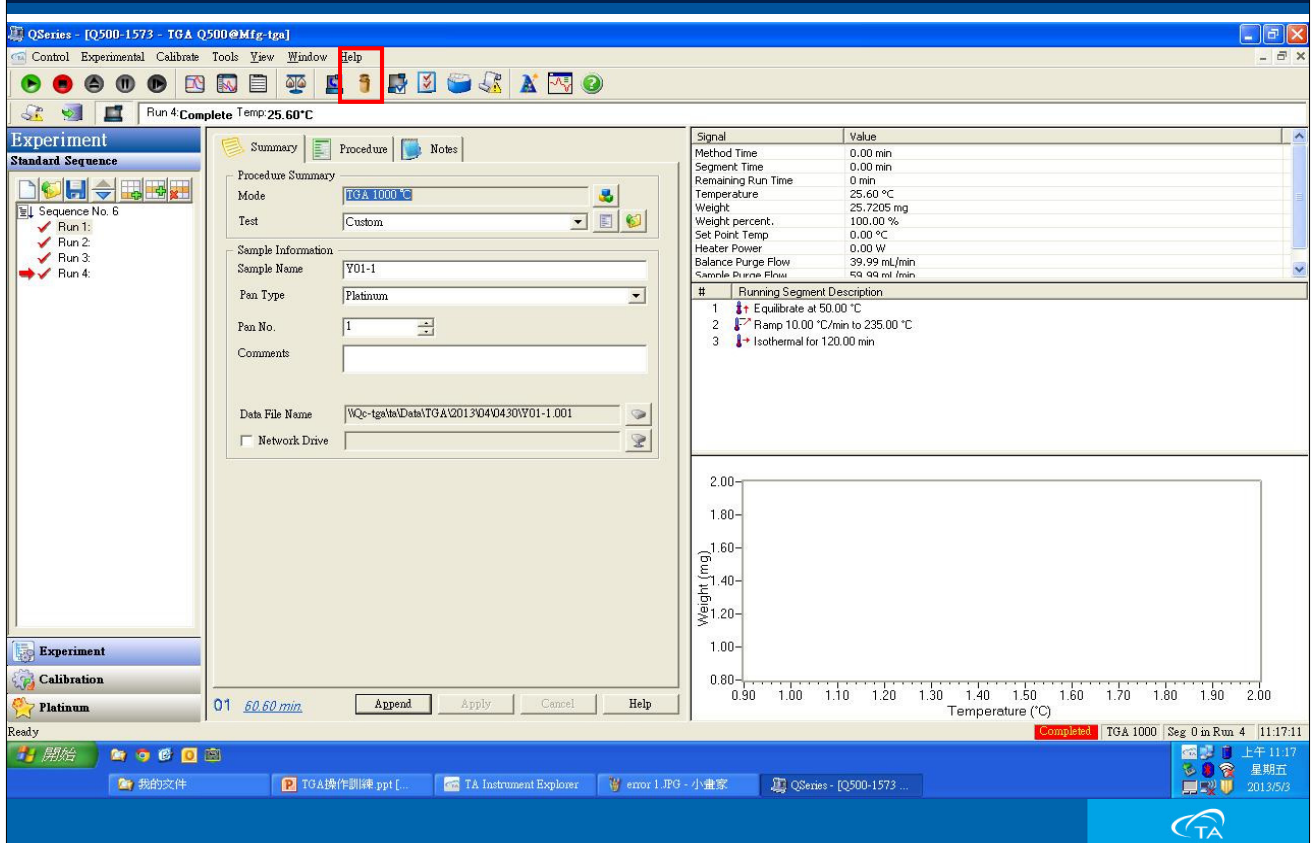 QSeries - [Q500-1573 - TGA Q500@Mfg-tga]
Control Experimental Calibrate Tools View Window Help
Run 4:Complete Temp:25.60°C
Experiment
Standard Sequence
Sequence No. 6
Run 1:
Run 2:
Run 3:
Run 4:
Experiment
Calibration
Platinum
Summary Procedure Notes
Procedure Summary
Mode TGA 1000 °C
Test Custom
Sample Information
Sample Name Y01-1
Pan Type Platinum
Pan No. 1
Comments
Data File Name \\Qc-tga\ta\Data\TGA\2013\04\0430\Y01-1.001
Network Drive
01 60.60 min. Append Apply Cancel Help
Signal Value
Method Time 0.00 min
Segment Time 0.00 min
Remaining Run Time 0 min
Temperature 25.60 °C
Weight 25.7205 mg
Weight percent. 100.00 %
Set Point Temp 0.00 °C
Heater Power 0.00 W
Balance Purge Flow 39.99 mL/min
Sample Purge Flow 59.99 mL/min
# Running Segment Description
1 Equilibrate at 50.00 °C
2 Ramp 10.00 °C/min to 235.00 °C
3 Isothermal for 120.00 min
2.00
1.80
1.60
1.40
1.20
1.00
0.80
Weight (mg)
0.90 1.00 1.10 1.20 1.30 1.40 1.50 1.60 1.70 1.80 1.90 2.00
Temperature (°C)
Ready Completed TGA 1000 Seg 0 in Run 4 11:17:11
開始
我的文件 TGA操作訓練.ppt [... TA Instrument Explorer error 1.JPG - 小畫家 QSeries - [Q500-1573 ...
上午 11:17
星期五
2013/5/3
TA